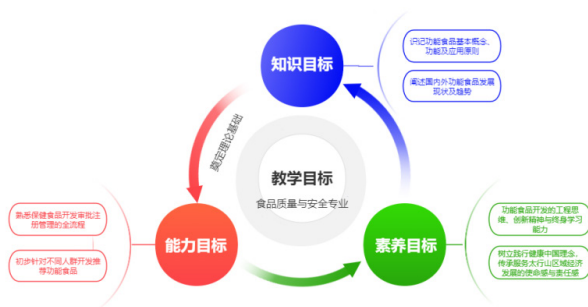 知识目标
识记功能食品基本概念、
功能及应用原则
阐述国内外功能食品发展
现状及趋势
奠定理论基础
教学目标
食品质量与安全专业
能力目标
熟悉保健食品开发审批注
册管理的全流程
初步针对不同人群开发推
荐功能食品
素养目标
功能食品开发的工程思
维、创新精神与终身学习
能力
树立践行健康中国理念,
传承服务太行山区域经济
发展的使命感与责任感